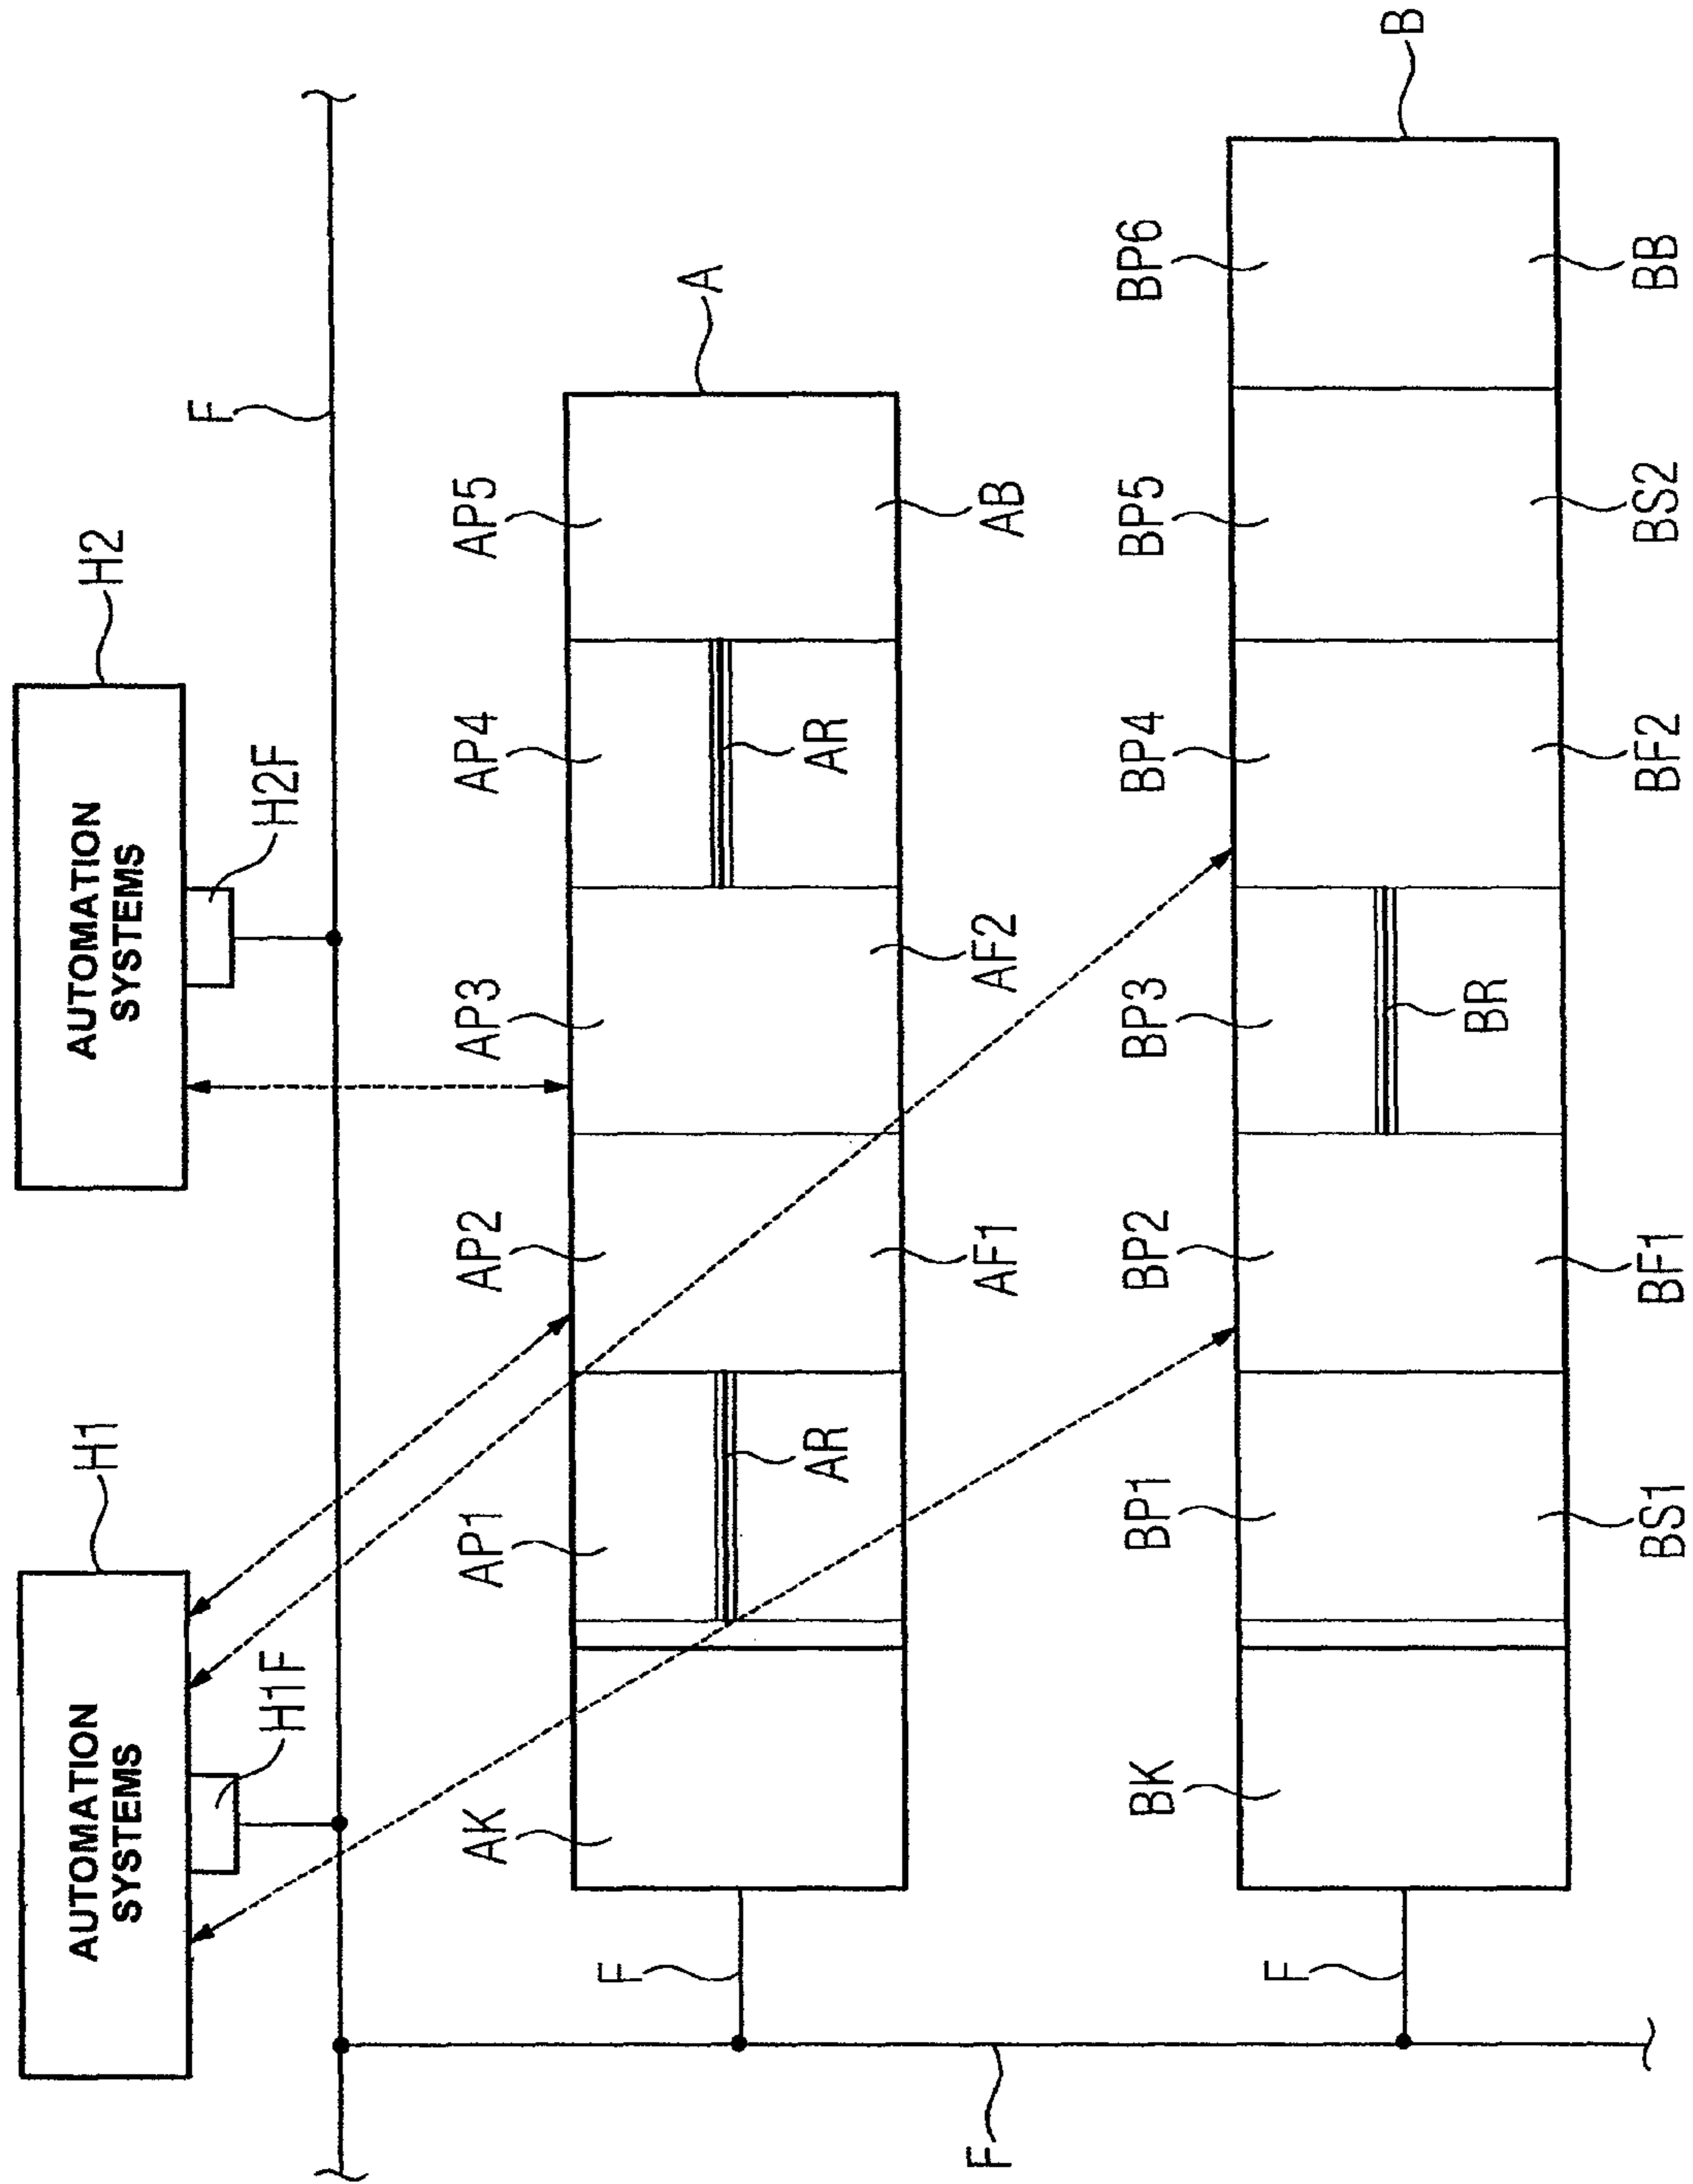 H1
H2
AUTOMATION
SYSTEMS
AUTOMATION
SYSTEMS
H1F
H2F
F
A
AK
AP1
AP2
AP3
AP4
AP5
F
AR
AR
AF1
AF2
AB
B
BK
BP1
BP2
BP3
BP4
BP5
BP6
F
F
BR
BS1
BF1
BF2
BS2
BB